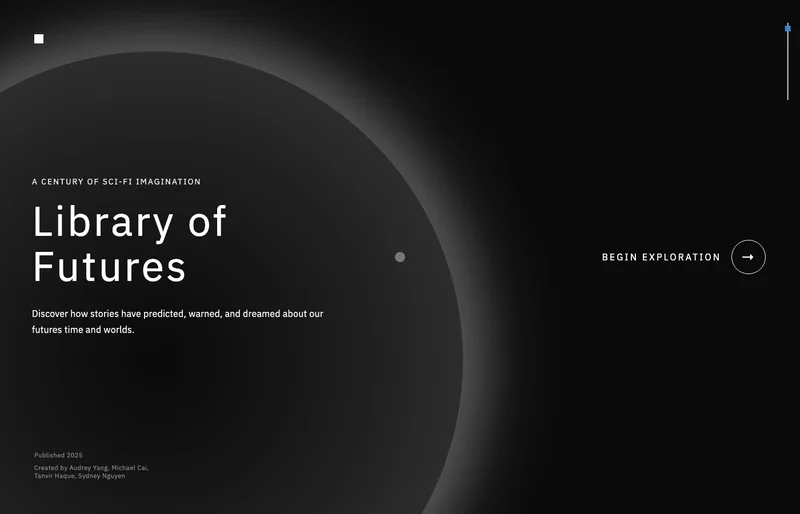 A CENTURY OF SCI-FI IMAGINATION
Library of
Futures
Discover how stories have predicted, warned, and dreamed about our
futures time and worlds.
BEGIN EXPLORATION
Published 2025
Created by Audrey Yang, Michael Cai,
Tanvir Haque, Sydney Nguyen